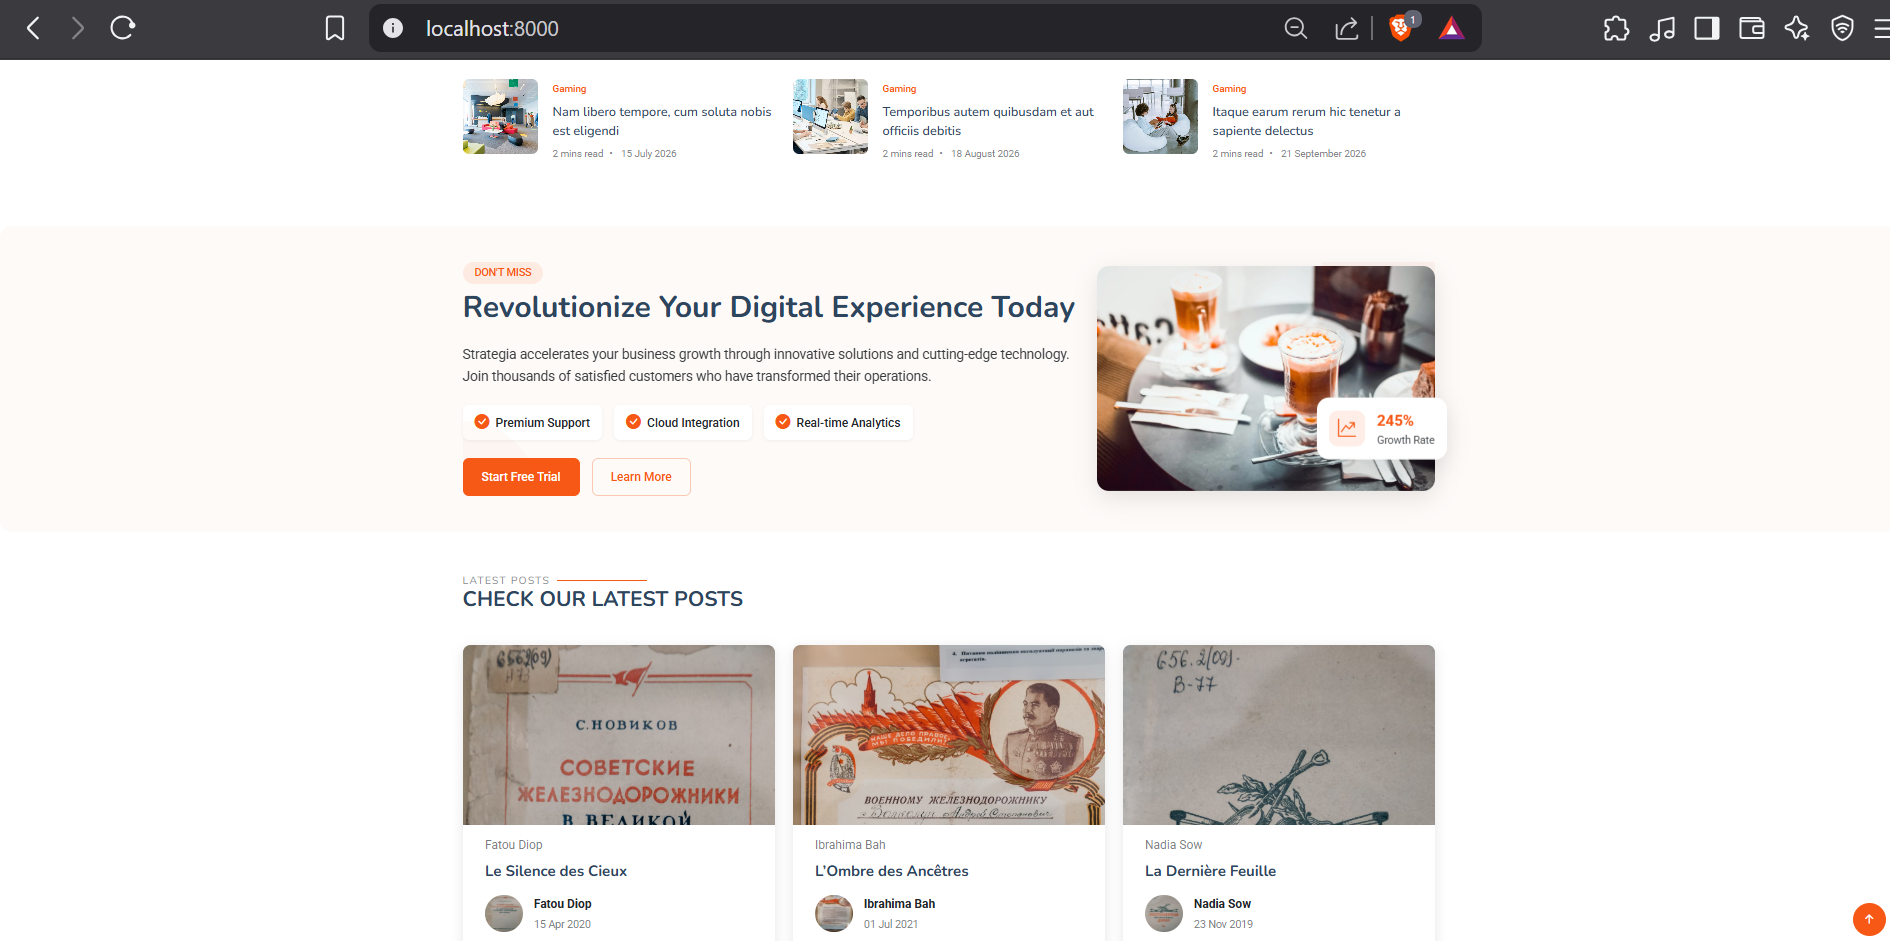 localhost:8000
1
Gaming
Nam libero tempore, cum soluta nobis
est eligendi
2 mins read • 15 July 2026
Gaming
Temporibus autem quibusdam et aut
officiis debitis
2 mins read • 18 August 2026
Gaming
Itaque earum rerum hic tenetur a
sapiente delectus
2 mins read • 21 September 2026
DON'T MISS
Revolutionize Your Digital Experience Today
Strategia accelerates your business growth through innovative solutions and cutting-edge technology.
Join thousands of satisfied customers who have transformed their operations.
Premium Support
Cloud Integration
Real-time Analytics
Start Free Trial
Learn More
245%
Growth Rate
LATEST POSTS
CHECK OUR LATEST POSTS
656.2(09)
С.НОВИКОВ
СОВЕТСКИЕ
ЖЕЛЕЗНОДОРОЖНИКИ
В ВЕЛИКОЙ
Fatou Diop
Le Silence des Cieux
Fatou Diop
15 Apr 2020
НАШЕ ДЕЛО ПРАВОЕ
МЫ ПОБЕДИЛИ
ВОЕННОМУ ЖЕЛЕЗНОДОРОЖНИКУ
Ibrahima Bah
L'Ombre des Ancêtres
Ibrahima Bah
01 Jul 2021
656.2(09).
В-77
Nadia Sow
La Dernière Feuille
Nadia Sow
23 Nov 2019